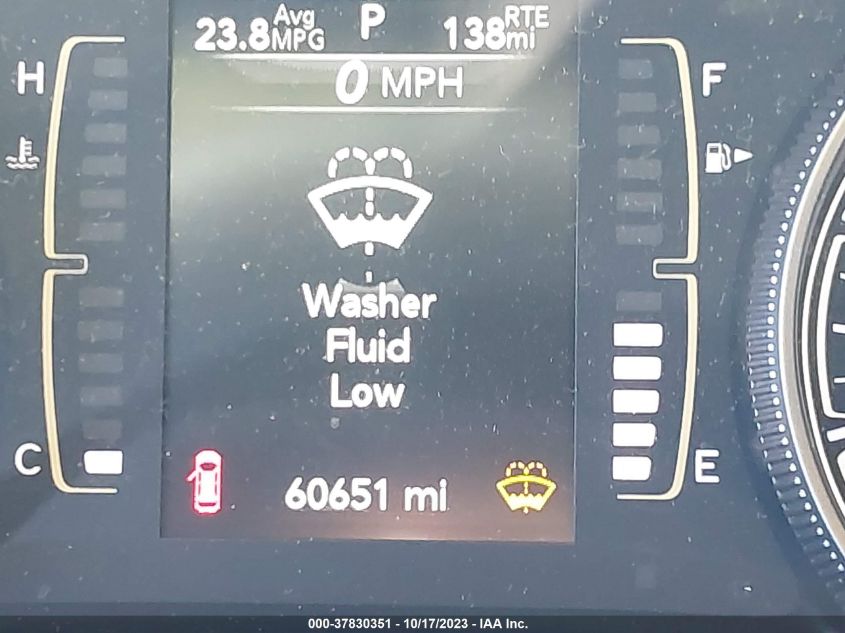 23.8 Avg MPG P 138 RTE mi
0 MPH
H F
Washer
Fluid
Low
C E
60651 mi
000-37830351 - 10/17/2023 - IAA Inc.